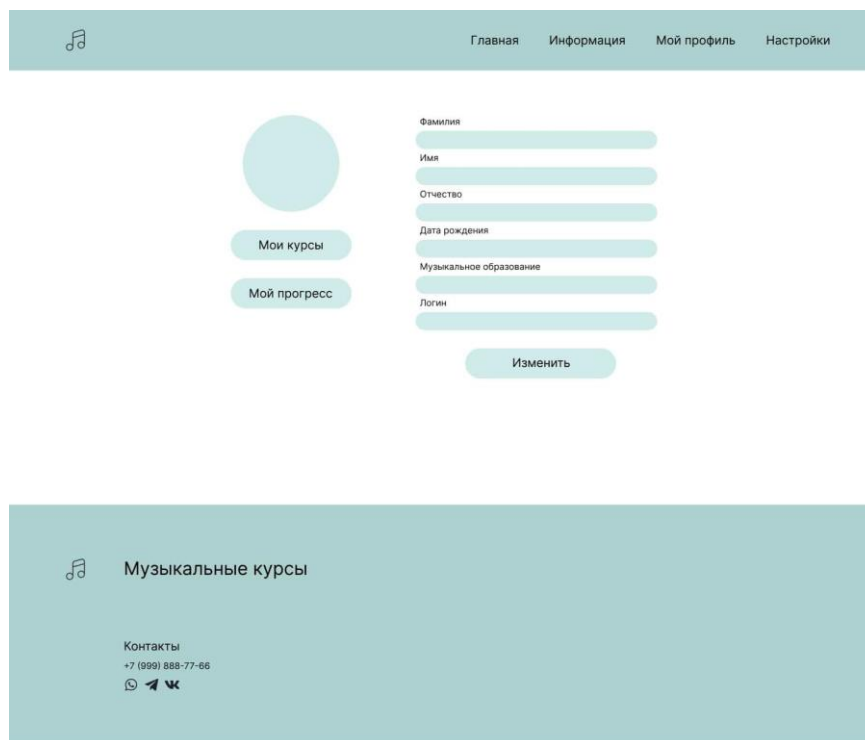 Главная Информация Мой профиль Настройки
Мои курсы
Мой прогресс
Фамилия
Имя
Отчество
Дата рождения
Музыкальное образование
Логин
Изменить
Музыкальные курсы
Контакты
+7 (999) 888-77-66